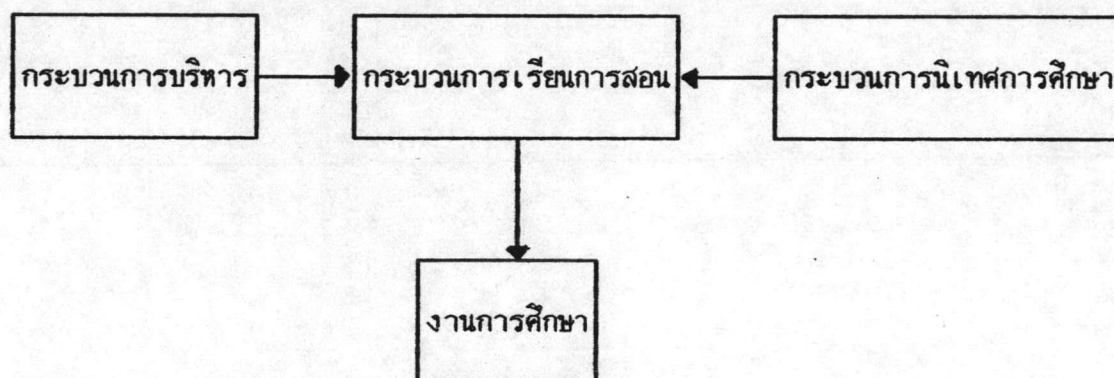 กระบวนการบริหาร
กระบวนการเรียนการสอน
กระบวนการนิเทศการศึกษา
งานการศึกษา